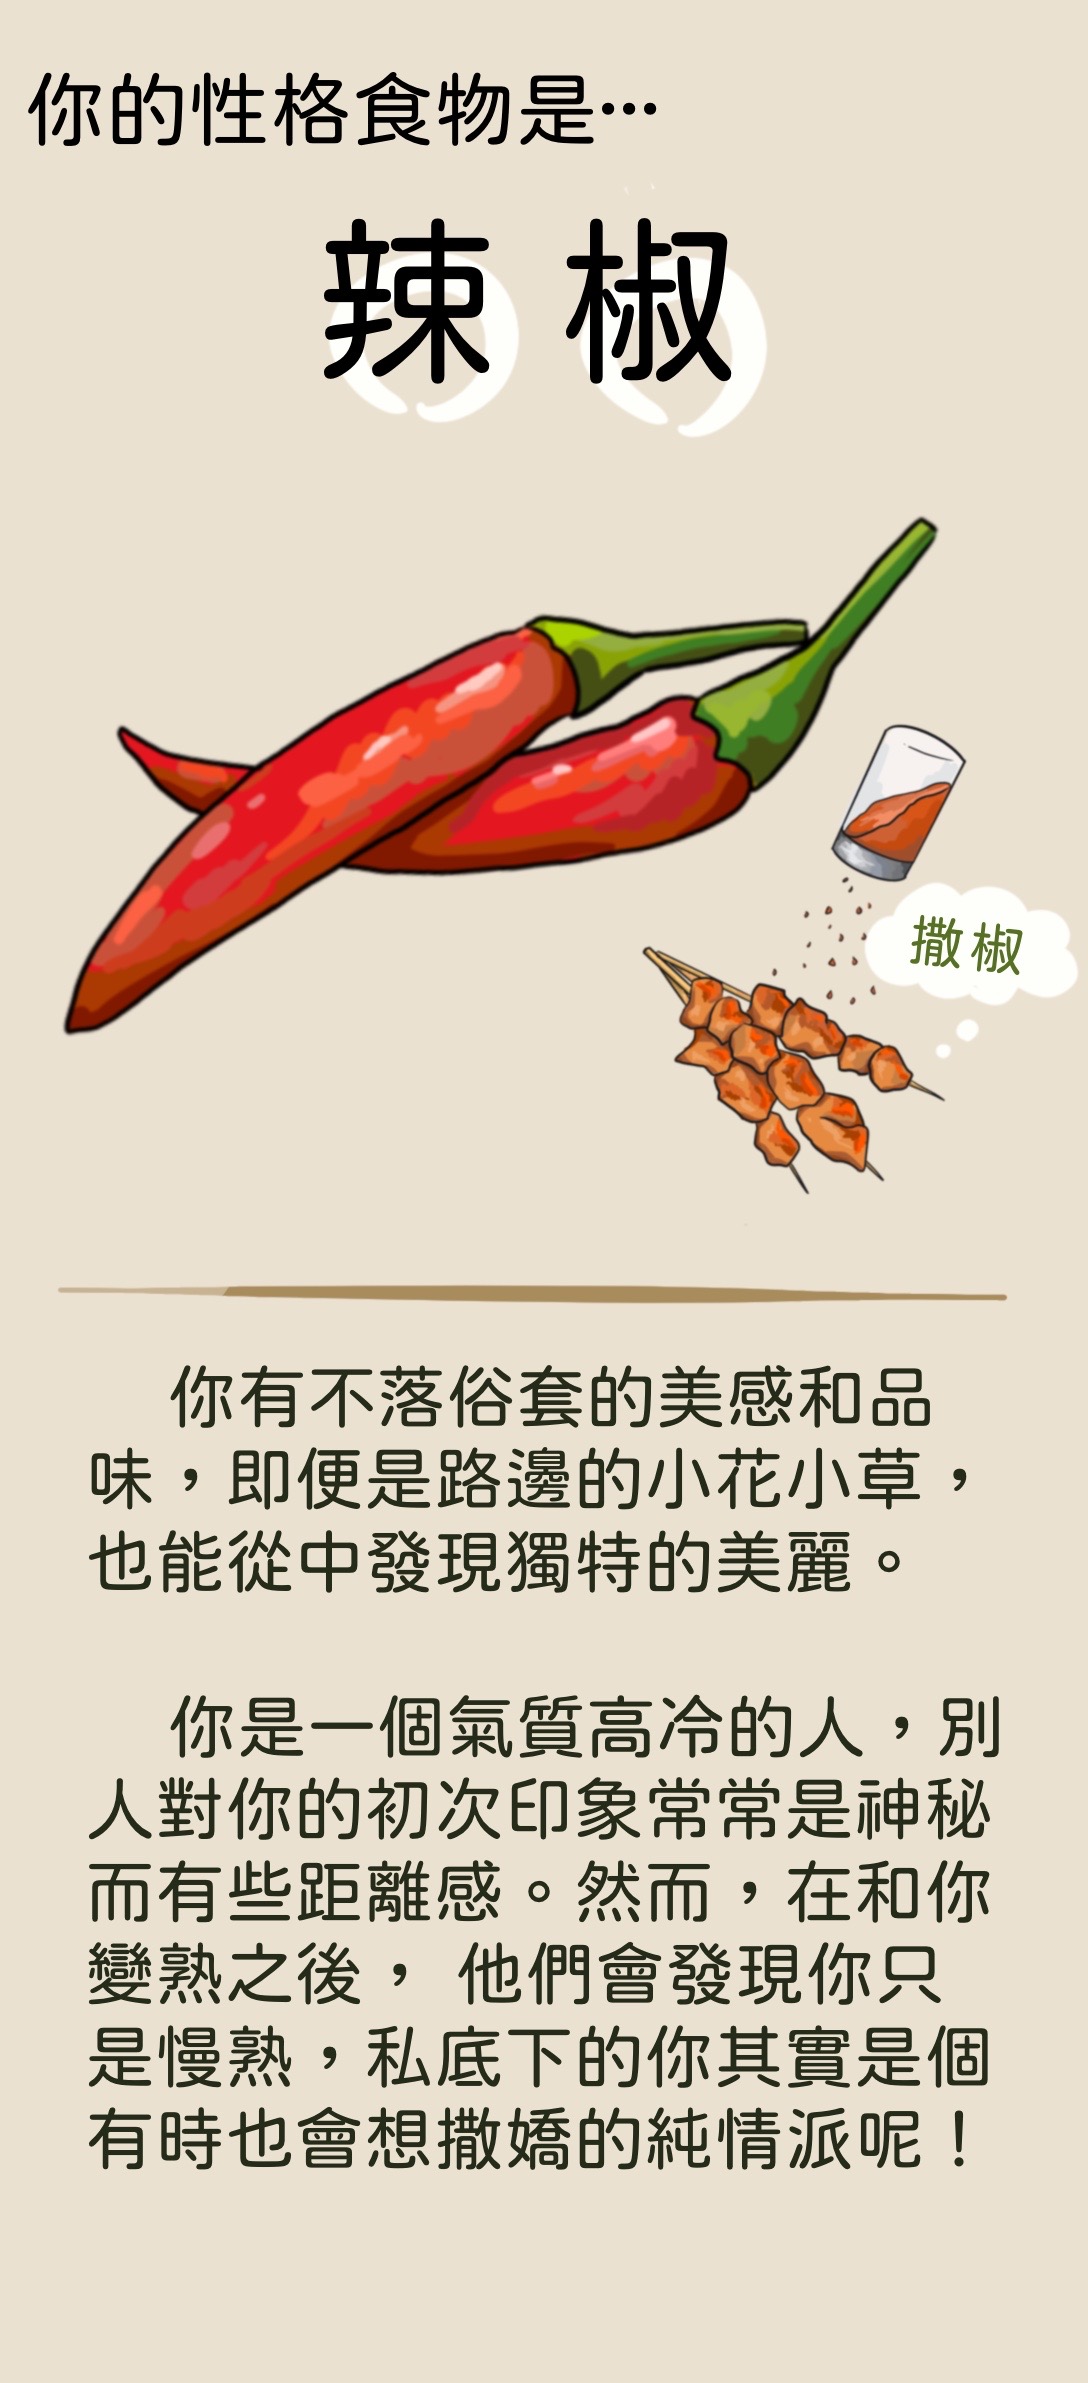 你的性格食物是…
辣椒
撒椒
你有不落俗套的美感和品
味，即便是路邊的小花小草，
也能從中發現獨特的美麗。
你是一個氣質高冷的人，別
人對你的初次印象常常是神秘
而有些距離感。然而，在和你
變熟之後， 他們會發現你只
是慢熟，私底下的你其實是個
有時也會想撒嬌的純情派呢！